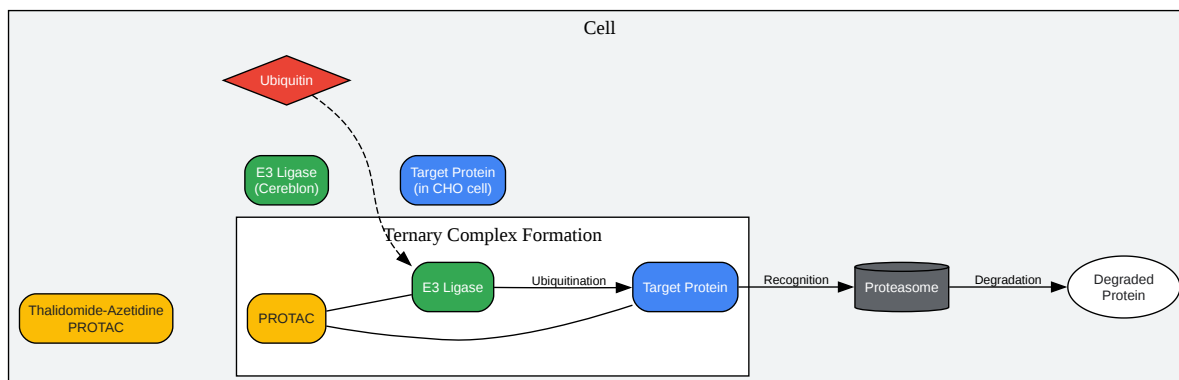 Cell
Ubiquitin
E3 Ligase
(Cereblon)
Target Protein
(in CHO cell)
Ternary Complex Formation
E3 Ligase
Ubiquitination
Target Protein
Recognition
Proteasome
Degradation
Degraded
Protein
Thalidomide-Azetidine
PROTAC
PROTAC